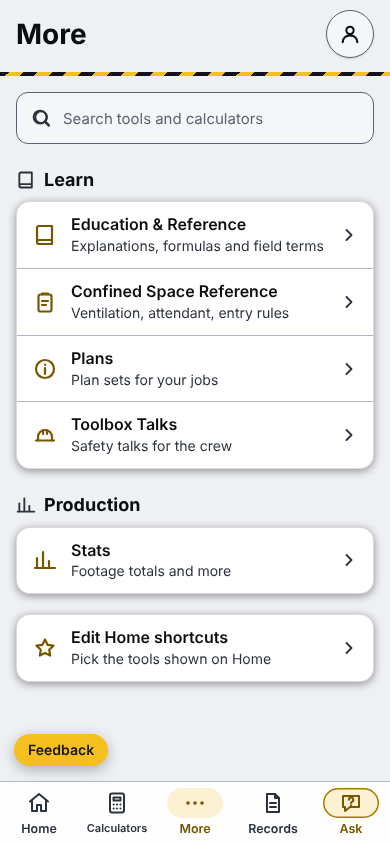 More
Search tools and calculators
Learn
Education & Reference
Explanations, formulas and field terms
Confined Space Reference
Ventilation, attendant, entry rules
Plans
Plan sets for your jobs
Toolbox Talks
Safety talks for the crew
Production
Stats
Footage totals and more
Edit Home shortcuts
Pick the tools shown on Home
Feedback
Home
Calculators
More
Records
Ask